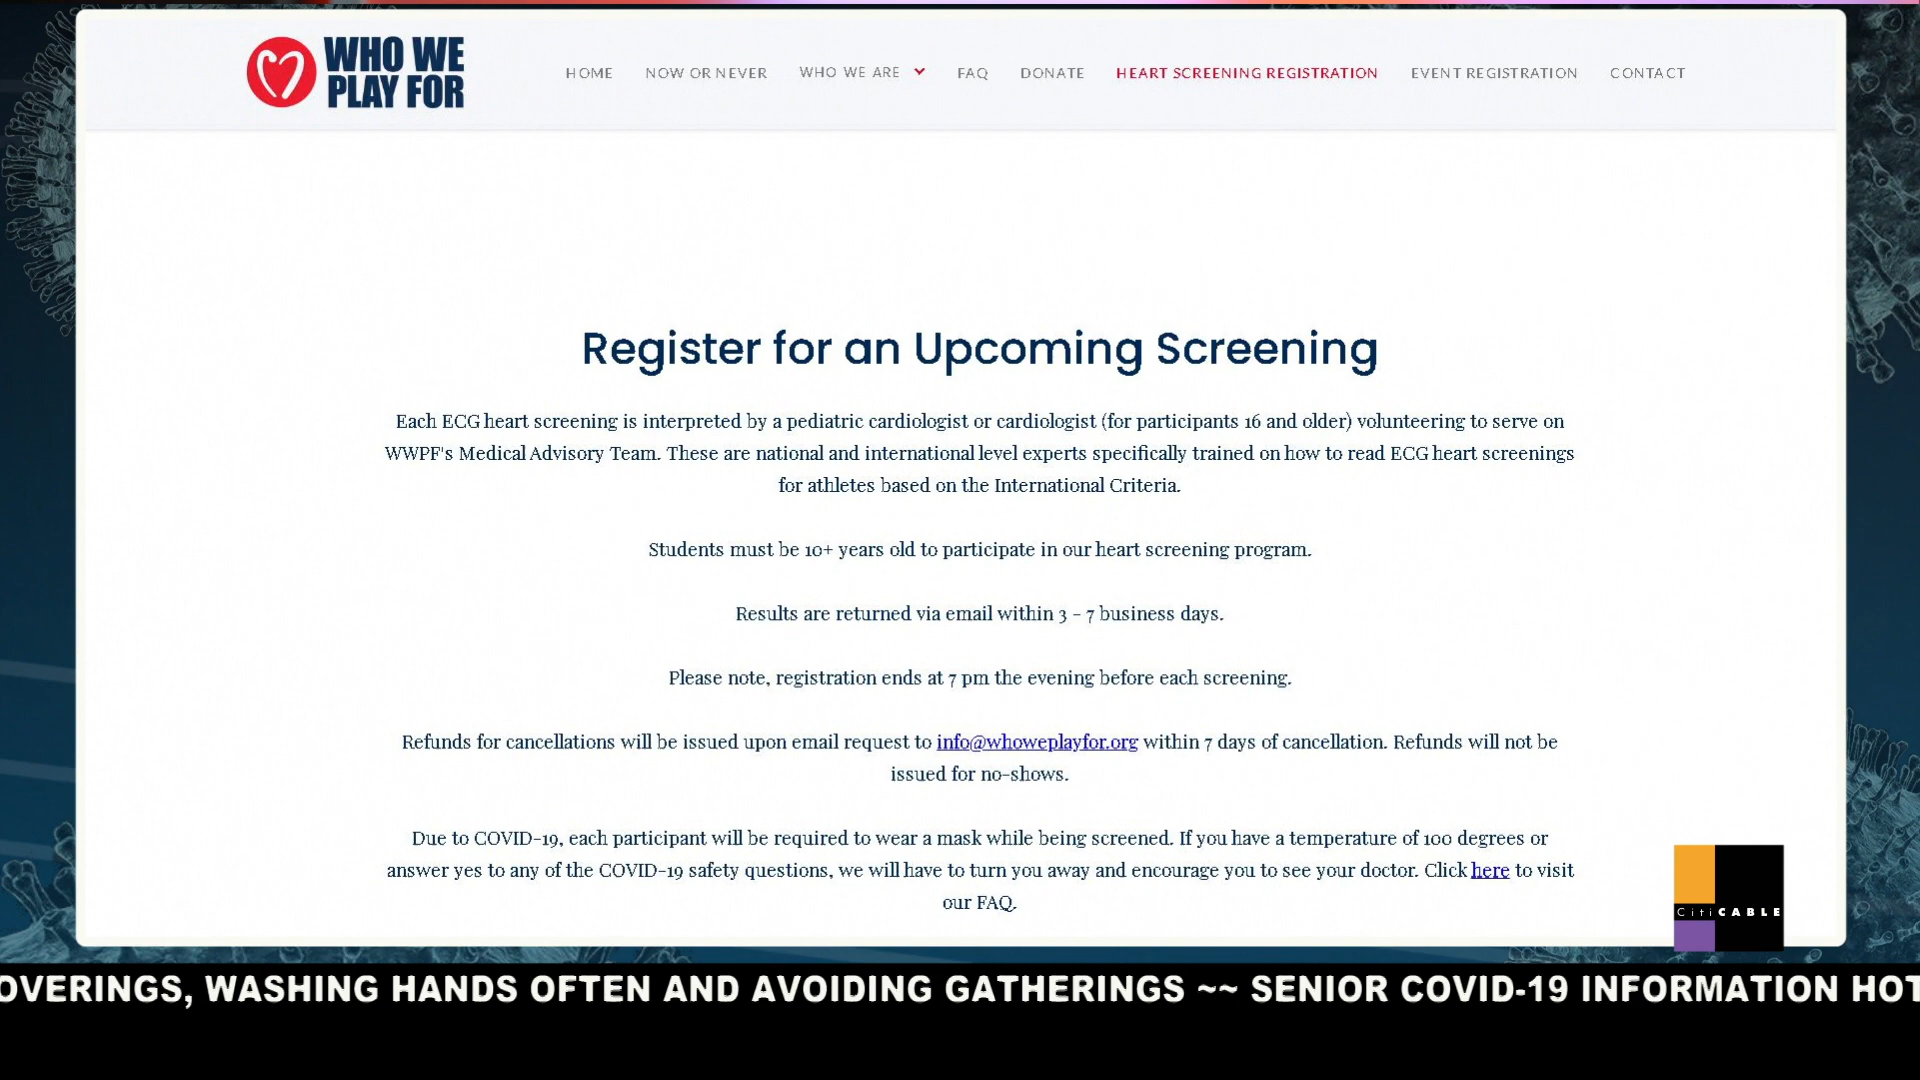 WHO WE
PLAY FOR
HOME NOW OR NEVER WHO WE ARE FAQ DONATE HEART SCREENING REGISTRATION EVENT REGISTRATION CONTACT
Register for an Upcoming Screening
Each ECG heart screening is interpreted by a pediatric cardiologist or cardiologist (for participants 16 and older) volunteering to serve on
WWPF's Medical Advisory Team. These are national and international level experts specifically trained on how to read ECG heart screenings
for athletes based on the International Criteria.
Students must be 10+ years old to participate in our heart screening program.
Results are returned via email within 3 - 7 business days.
Please note, registration ends at 7 pm the evening before each screening.
Refunds for cancellations will be issued upon email request to info@whoweplayfor.org within 7 days of cancellation. Refunds will not be
issued for no-shows.
Due to COVID-19, each participant will be required to wear a mask while being screened. If you have a temperature of 100 degrees or
answer yes to any of the COVID-19 safety questions, we will have to turn you away and encourage you to see your doctor. Click here to visit
our FAQ.
CitiCABLE
OVERINGS, WASHING HANDS OFTEN AND AVOIDING GATHERINGS ~~ SENIOR COVID-19 INFORMATION HOT